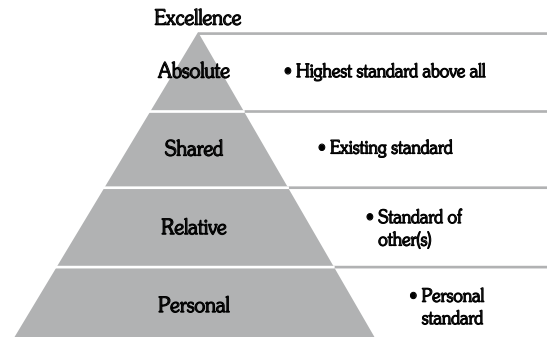 Excellence
Absolute
• Highest standard above all
Shared
• Existing standard
Relative
• Standard of
other(s)
Personal
• Personal
standard